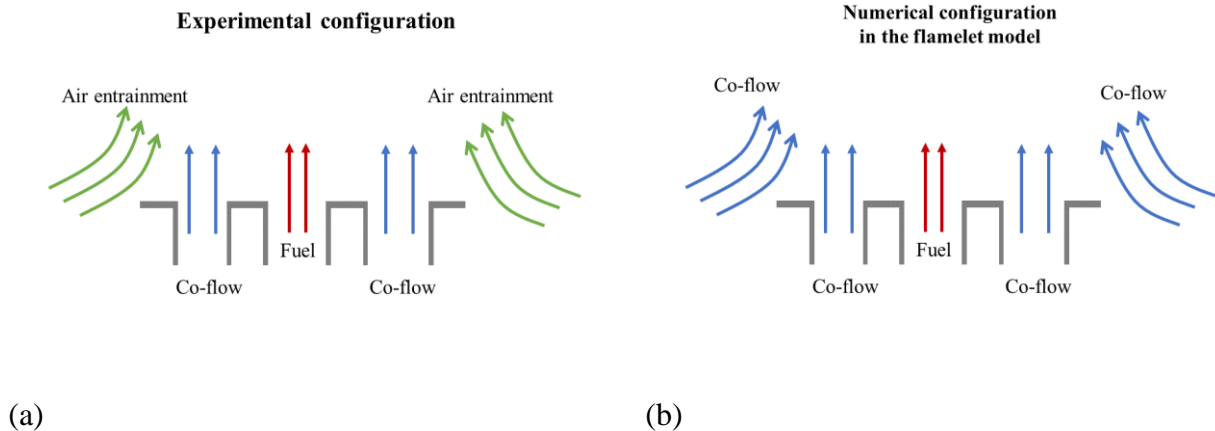 Experimental configuration
Air entrainment
Air entrainment
Fuel
Co-flow
Co-flow
(a)
Numerical configuration
in the flamelet model
Co-flow
Co-flow
Fuel
Co-flow
Co-flow
(b)